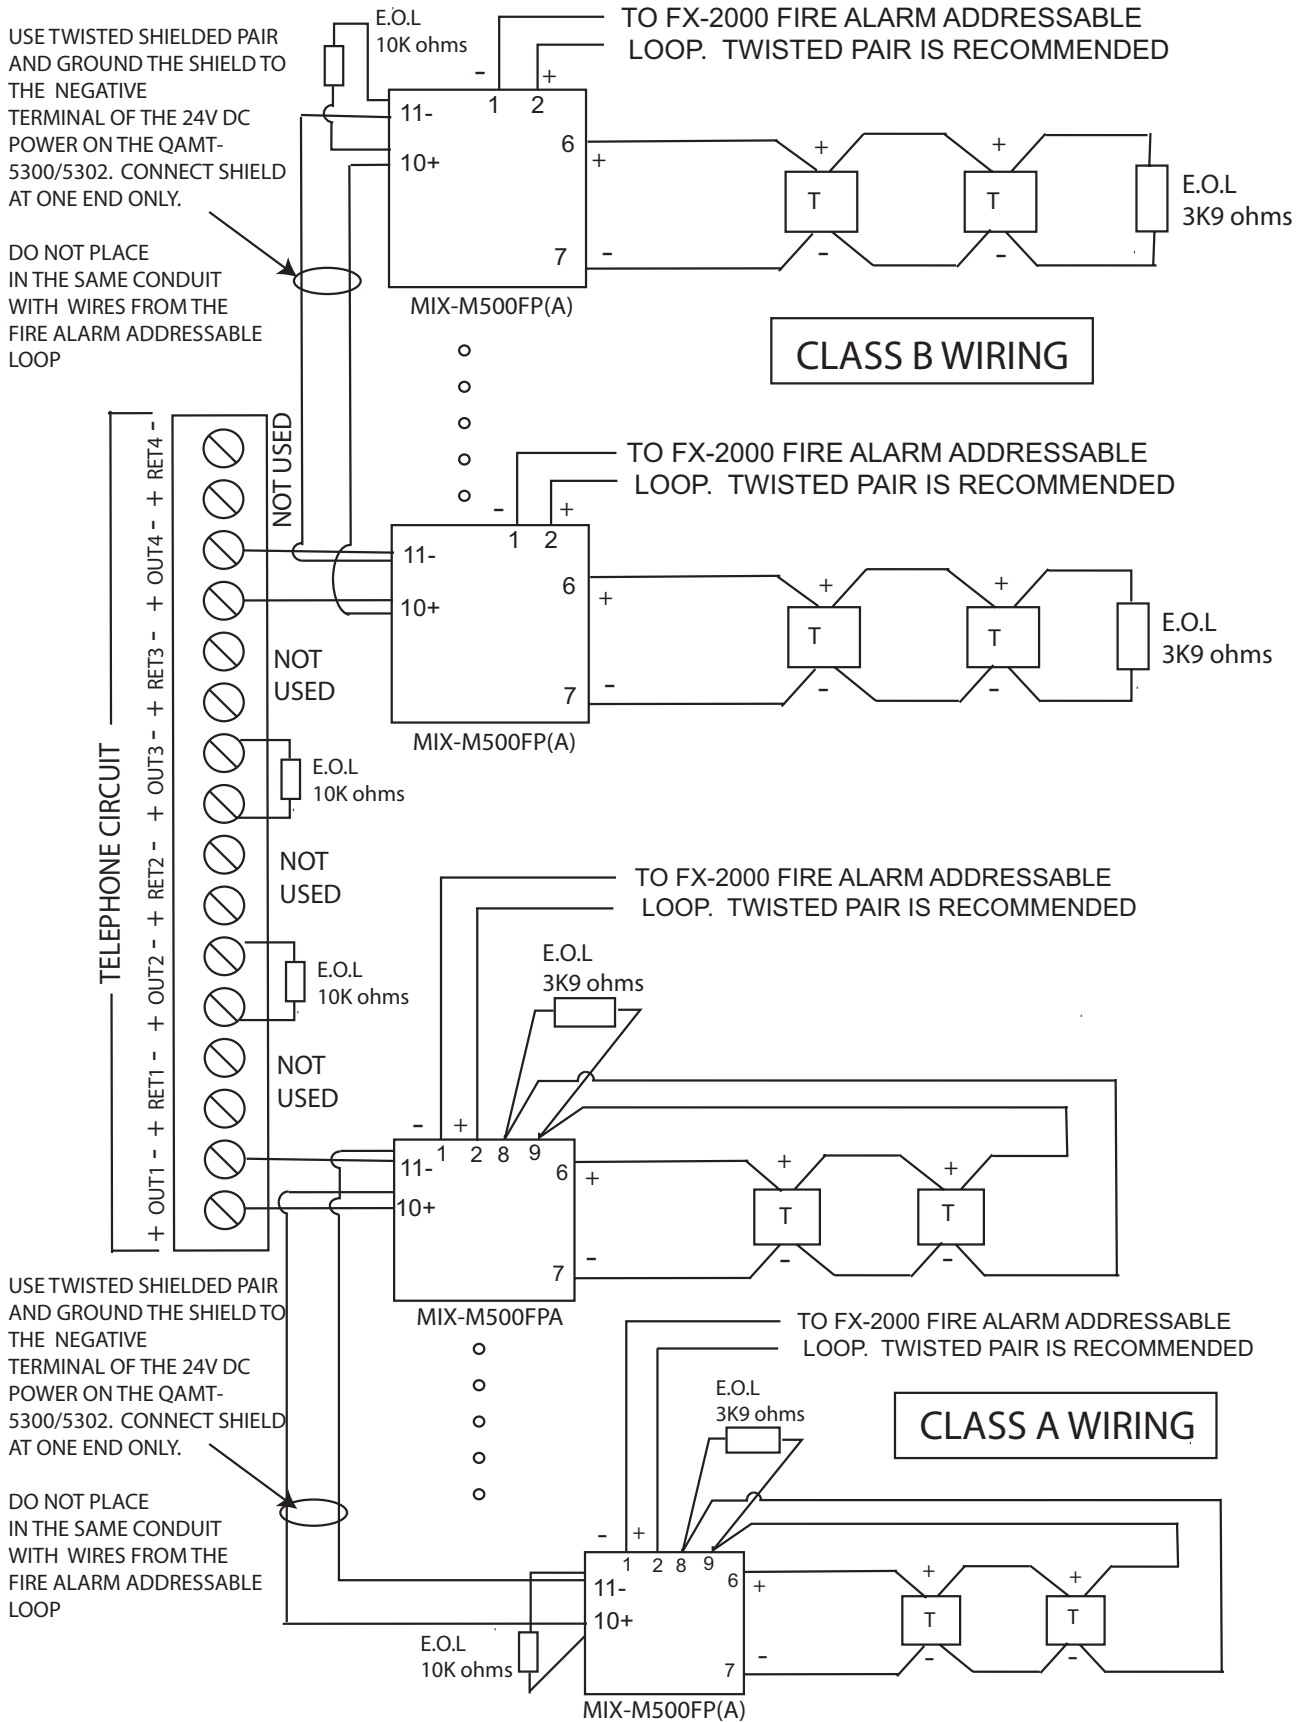 E.O.L
10K ohms
TO FX-2000 FIRE ALARM ADDRESSABLE
LOOP. TWISTED PAIR IS RECOMMENDED
USE TWISTED SHIELDED PAIR
AND GROUND THE SHIELD TO
THE NEGATIVE
TERMINAL OF THE 24V DC
POWER ON THE QAMT-
5300/5302. CONNECT SHIELD
AT ONE END ONLY.
DO NOT PLACE
IN THE SAME CONDUIT
WITH WIRES FROM THE
FIRE ALARM ADDRESSABLE
LOOP
- +
1 2
11-
10+
6
+
7
-
+ +
T T
- -
E.O.L
3K9 ohms
MIX-M500FP(A)
CLASS B WIRING
TO FX-2000 FIRE ALARM ADDRESSABLE
LOOP. TWISTED PAIR IS RECOMMENDED
- +
1 2
11-
10+
6
+
7
-
+ +
T T
- -
E.O.L
3K9 ohms
MIX-M500FP(A)
TELEPHONE CIRCUIT
+ OUT1 - + RET1 - + OUT2 - + RET2 - + OUT3 - + RET3 - + OUT4 - + RET4 -
NOT USED
NOT
USED
E.O.L
10K ohms
NOT
USED
E.O.L
10K ohms
NOT
USED
TO FX-2000 FIRE ALARM ADDRESSABLE
LOOP. TWISTED PAIR IS RECOMMENDED
E.O.L
3K9 ohms
- +
1 2 8 9
11-
10+
6
+
7
-
+ +
T T
- -
MIX-M500FPA
USE TWISTED SHIELDED PAIR
AND GROUND THE SHIELD TO
THE NEGATIVE
TERMINAL OF THE 24V DC
POWER ON THE QAMT-
5300/5302. CONNECT SHIELD
AT ONE END ONLY.
DO NOT PLACE
IN THE SAME CONDUIT
WITH WIRES FROM THE
FIRE ALARM ADDRESSABLE
LOOP
TO FX-2000 FIRE ALARM ADDRESSABLE
LOOP. TWISTED PAIR IS RECOMMENDED
E.O.L
3K9 ohms
CLASS A WIRING
- +
1 2 8 9
11-
10+
6
+
7
-
+ +
T T
- -
E.O.L
10K ohms
MIX-M500FP(A)